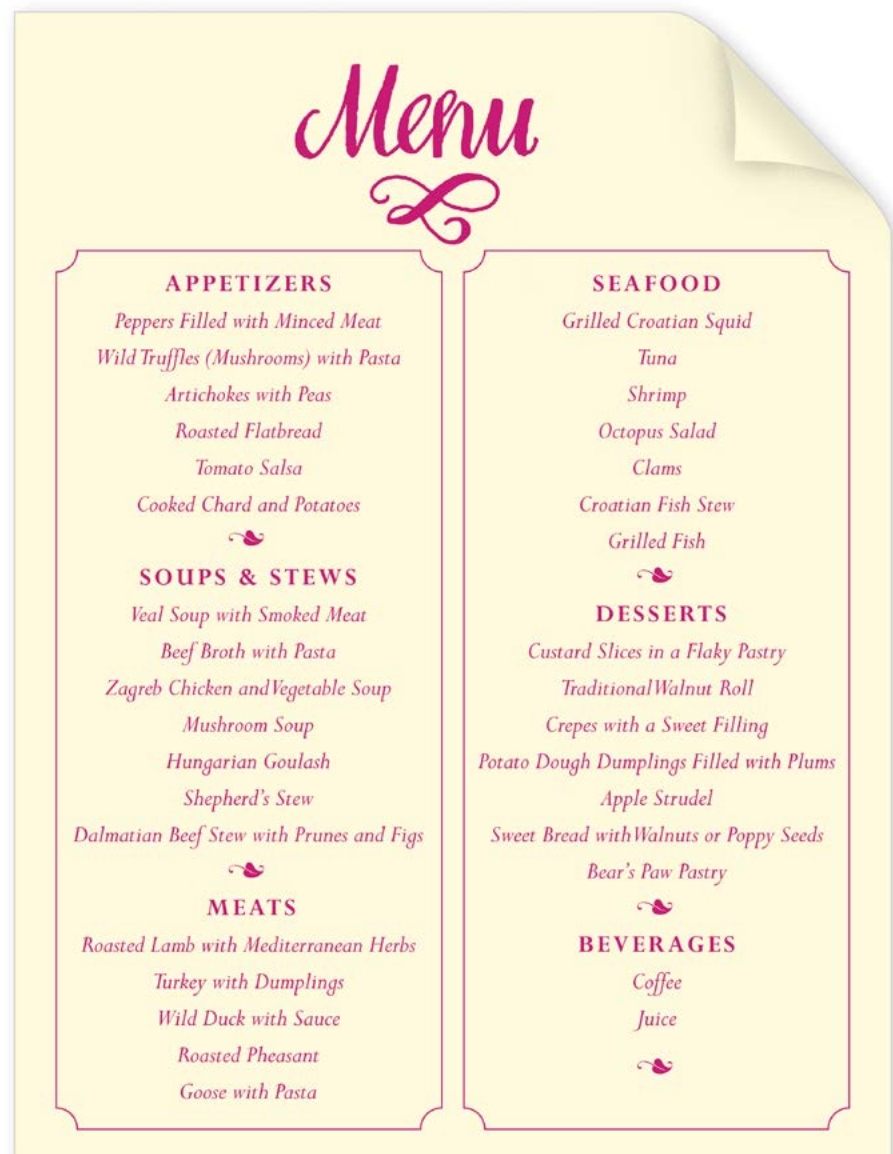 Menu
APPETIZERS
Peppers Filled with Minced Meat
Wild Truffles (Mushrooms) with Pasta
Artichokes with Peas
Roasted Flatbread
Tomato Salsa
Cooked Chard and Potatoes
SOUPS & STEWS
Veal Soup with Smoked Meat
Beef Broth with Pasta
Zagreb Chicken and Vegetable Soup
Mushroom Soup
Hungarian Goulash
Shepherd's Stew
Dalmatian Beef Stew with Prunes and Figs
MEATS
Roasted Lamb with Mediterranean Herbs
Turkey with Dumplings
Wild Duck with Sauce
Roasted Pheasant
Goose with Pasta
SEAFOOD
Grilled Croatian Squid
Tuna
Shrimp
Octopus Salad
Clams
Croatian Fish Stew
Grilled Fish
DESSERTS
Custard Slices in a Flaky Pastry
Traditional Walnut Roll
Crepes with a Sweet Filling
Potato Dough Dumplings Filled with Plums
Apple Strudel
Sweet Bread with Walnuts or Poppy Seeds
Bear's Paw Pastry
BEVERAGES
Coffee
Juice